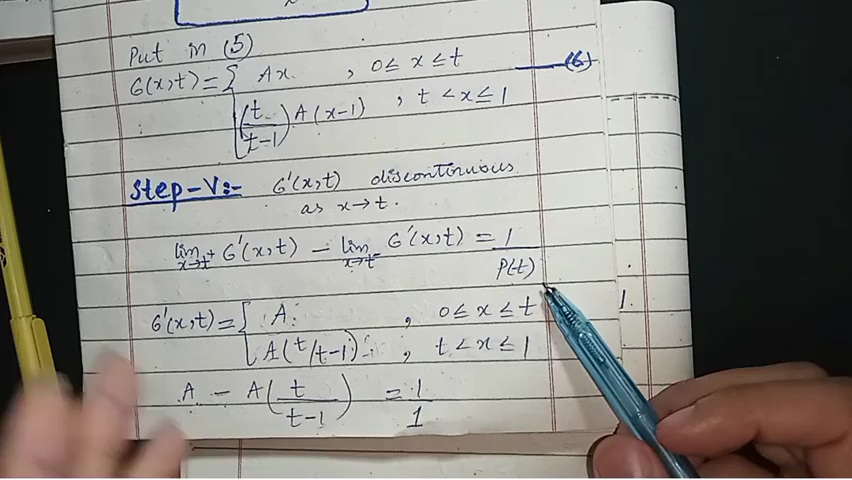 Put in (5)
G(x,t) = { Ax , 0 ≤ x ≤ t —(6)
(t/t-1) A(x-1) , t < x ≤ 1
Step-V:- G'(x,t) discontinuous
as x→t.
lim x→t⁺ G'(x,t) - lim x→t⁻ G'(x,t) = 1/P(t)
G'(x,t) = { A , 0 ≤ x ≤ t
A(t/t-1) , t < x ≤ 1
A - A(t/t-1) = 1/1